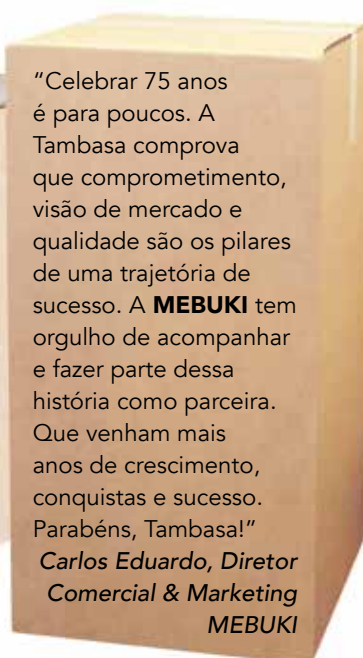 “Celebrar 75 anos
é para poucos. A
Tambasa comprova
que comprometimento,
visão de mercado e
qualidade são os pilares
de uma trajetória de
sucesso. A MEBUKI tem
orgulho de acompanhar
e fazer parte dessa
história como parceira.
Que venham mais
anos de crescimento,
conquistas e sucesso.
Parabéns, Tambasa!”
Carlos Eduardo, Diretor
Comercial & Marketing
MEBUKI